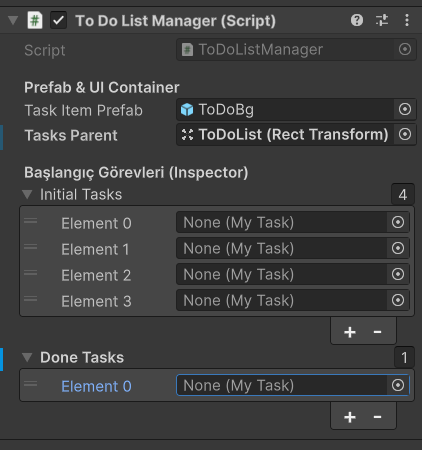 To Do List Manager (Script)
Script ToDoListManager
Prefab & UI Container
Task Item Prefab ToDoBg
Tasks Parent ToDoList (Rect Transform)
Başlangıç Görevleri (Inspector)
Initial Tasks 4
Element 0 None (My Task)
Element 1 None (My Task)
Element 2 None (My Task)
Element 3 None (My Task)
+ -
Done Tasks 1
Element 0 None (My Task)
+ -